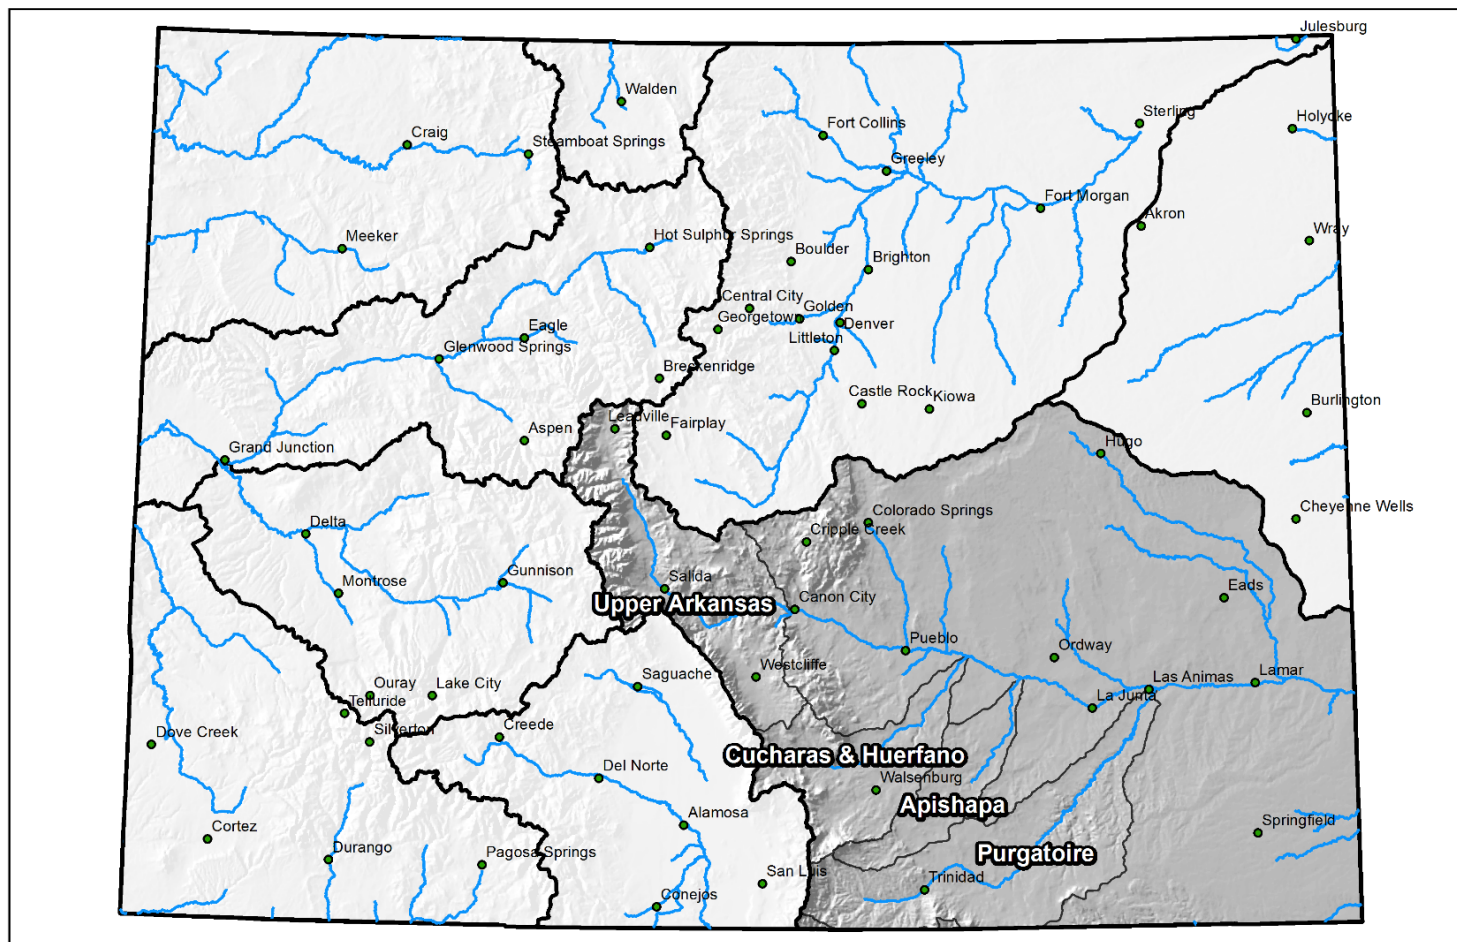 Julesburg
Walden
Sterling
Fort Collins
Holyoke
Craig
Steamboat Springs
Greeley
Fort Morgan
Akron
Wray
Meeker
Hot Sulphur Springs
Boulder
Brighton
Central City
Golden
Georgetown
Denver
Eagle
Littleton
Glenwood Springs
Breckenridge
Castle Rock
Kiowa
Burlington
Leadville
Fairplay
Aspen
Hugo
Grand Junction
Cheyenne Wells
Colorado Springs
Delta
Cripple Creek
Gunnison
Montrose
Salida
Eads
Upper Arkansas
Canon City
Pueblo
Ordway
Westcliffe
Saguache
Lamar
Las Animas
Ouray
Lake City
La Junta
Telluride
Creede
Silverton
Dove Creek
Cucharas & Huerfano
Del Norte
Walsenburg
Apishapa
Alamosa
Springfield
Cortez
Durango
Pagosa Springs
Purgatoire
San Luis
Trinidad
Conejos